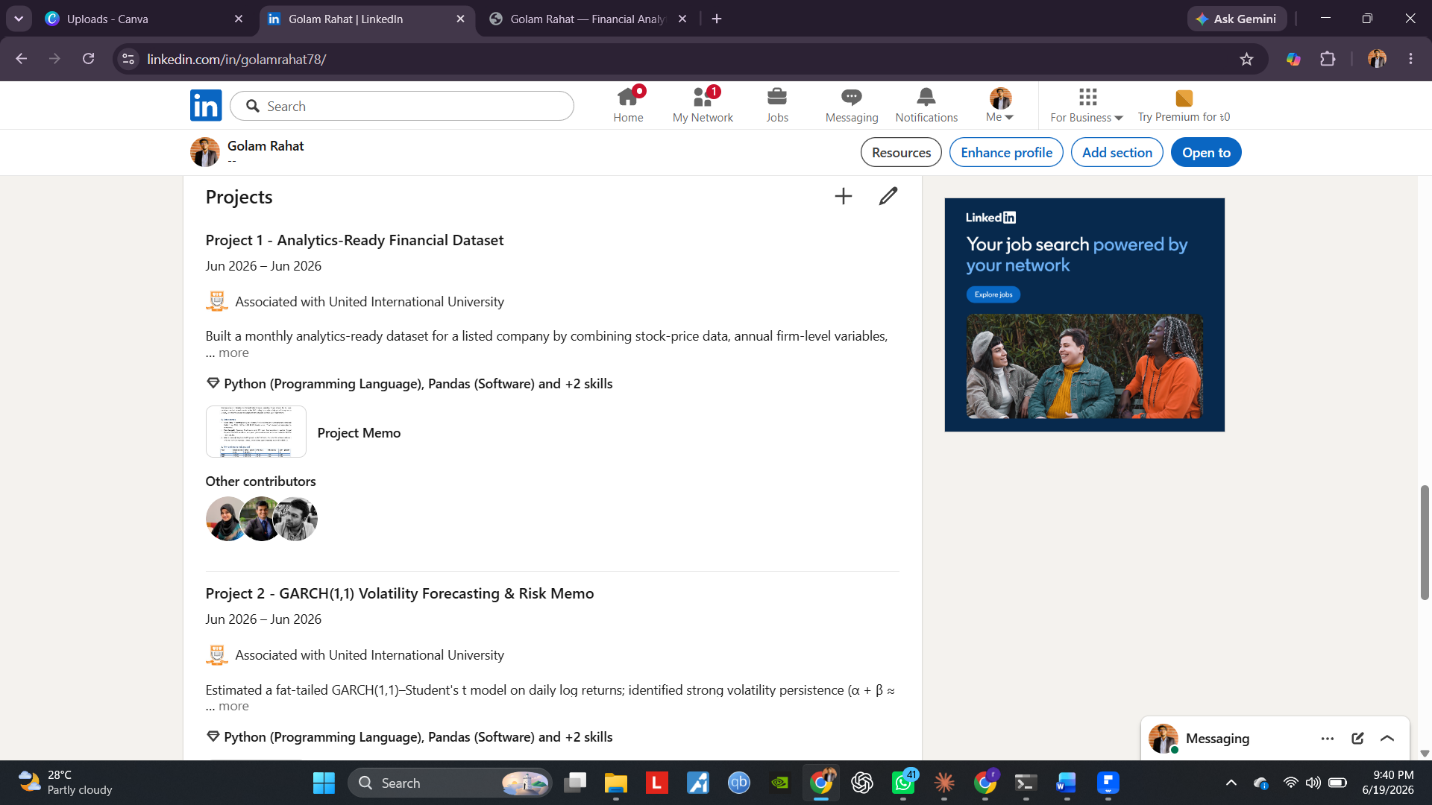 Uploads - Canva
Golam Rahat | LinkedIn
Golam Rahat — Financial Analy
Ask Gemini
linkedin.com/in/golamrahat78/
in
Search
Home
1
My Network
Jobs
Messaging
Notifications
Me
For Business
Try Premium for ৳0
Golam Rahat
--
Resources
Enhance profile
Add section
Open to
Projects
Project 1 - Analytics-Ready Financial Dataset
Jun 2026 – Jun 2026
Associated with United International University
Built a monthly analytics-ready dataset for a listed company by combining stock-price data, annual firm-level variables,
... more
Python (Programming Language), Pandas (Software) and +2 skills
Project Memo
Other contributors
Project 2 - GARCH(1,1) Volatility Forecasting & Risk Memo
Jun 2026 – Jun 2026
Associated with United International University
Estimated a fat-tailed GARCH(1,1)–Student's t model on daily log returns; identified strong volatility persistence (α + β ≈
... more
Python (Programming Language), Pandas (Software) and +2 skills
LinkedIn
Your job search powered by
your network
Explore jobs
Messaging
28°C
Partly cloudy
Search
L
qb
41
9:40 PM
6/19/2026